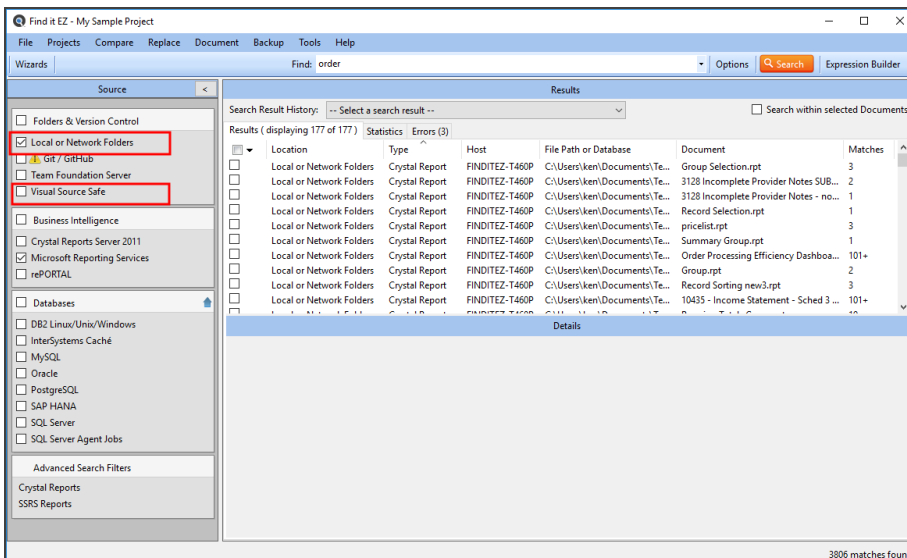 Find it EZ - My Sample Project
File Projects Compare Replace Document Backup Tools Help
Wizards Find: order Options Search Expression Builder
Source < Results
Search Result History: -- Select a search result -- Search within selected Documents
Folders & Version Control
Results ( displaying 177 of 177 ) Statistics Errors (3)
Local or Network Folders
Git / GitHub
Team Foundation Server
Visual Source Safe
Business Intelligence
Crystal Reports Server 2011
Microsoft Reporting Services
rePORTAL
Databases
DB2 Linux/Unix/Windows
InterSystems Caché
MySQL
Oracle
PostgreSQL
SAP HANA
SQL Server
SQL Server Agent Jobs
Advanced Search Filters
Crystal Reports
SSRS Reports
Location Type Host File Path or Database Document Matches
Local or Network Folders Crystal Report FINDITEZ-T460P C:\Users\ken\Documents\Te... Group Selection.rpt 3
Local or Network Folders Crystal Report FINDITEZ-T460P C:\Users\ken\Documents\Te... 3128 Incomplete Provider Notes SUB... 2
Local or Network Folders Crystal Report FINDITEZ-T460P C:\Users\ken\Documents\Te... 3128 Incomplete Provider Notes - no... 1
Local or Network Folders Crystal Report FINDITEZ-T460P C:\Users\ken\Documents\Te... Record Selection.rpt 1
Local or Network Folders Crystal Report FINDITEZ-T460P C:\Users\ken\Documents\Te... pricelist.rpt 3
Local or Network Folders Crystal Report FINDITEZ-T460P C:\Users\ken\Documents\Te... Summary Group.rpt 1
Local or Network Folders Crystal Report FINDITEZ-T460P C:\Users\ken\Documents\Te... Order Processing Efficiency Dashboa... 101+
Local or Network Folders Crystal Report FINDITEZ-T460P C:\Users\ken\Documents\Te... Group.rpt 2
Local or Network Folders Crystal Report FINDITEZ-T460P C:\Users\ken\Documents\Te... Record Sorting new3.rpt 3
Local or Network Folders Crystal Report FINDITEZ-T460P C:\Users\ken\Documents\Te... 10435 - Income Statement - Sched 3 ... 101+
Details
3806 matches foun